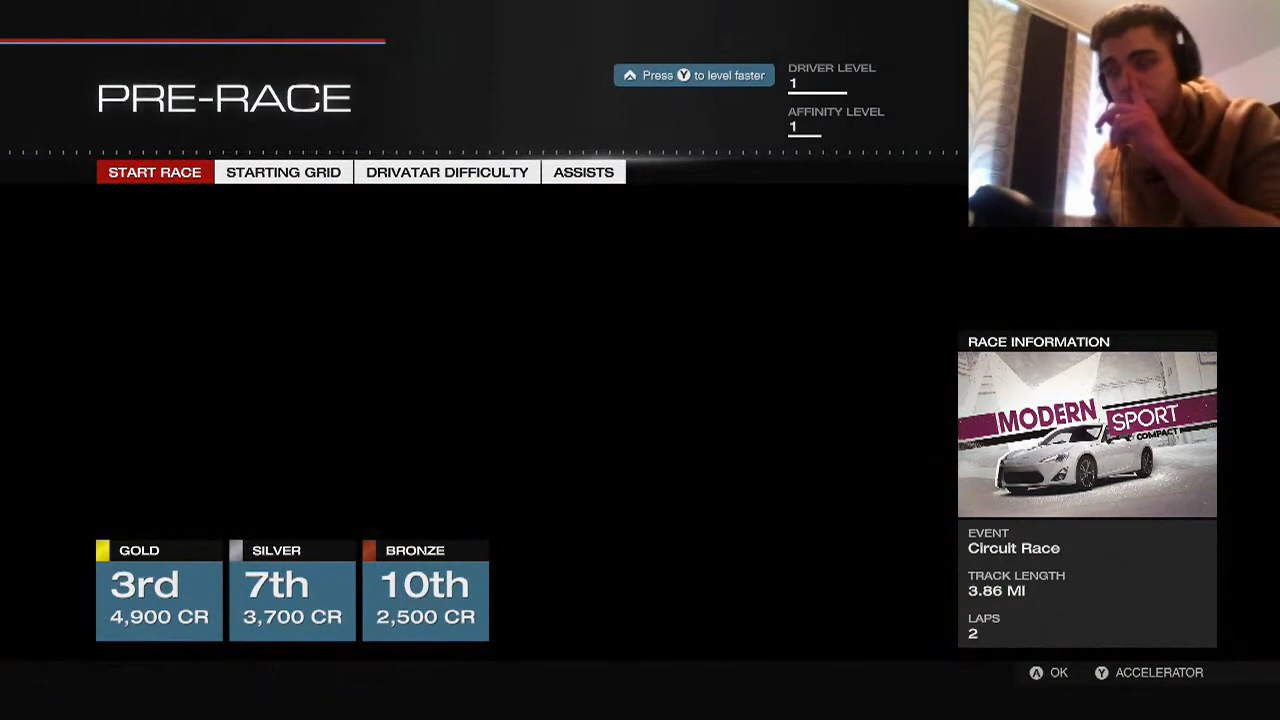 PRE-RACE
Press Y to level faster
DRIVER LEVEL
1
AFFINITY LEVEL
1
START RACE
STARTING GRID
DRIVATAR DIFFICULTY
ASSISTS
RACE INFORMATION
MODERN SPORT
COMPACT
EVENT
Circuit Race
TRACK LENGTH
3.86 MI
LAPS
2
GOLD
3rd
4,900 CR
SILVER
7th
3,700 CR
BRONZE
10th
2,500 CR
A OK
Y ACCELERATOR